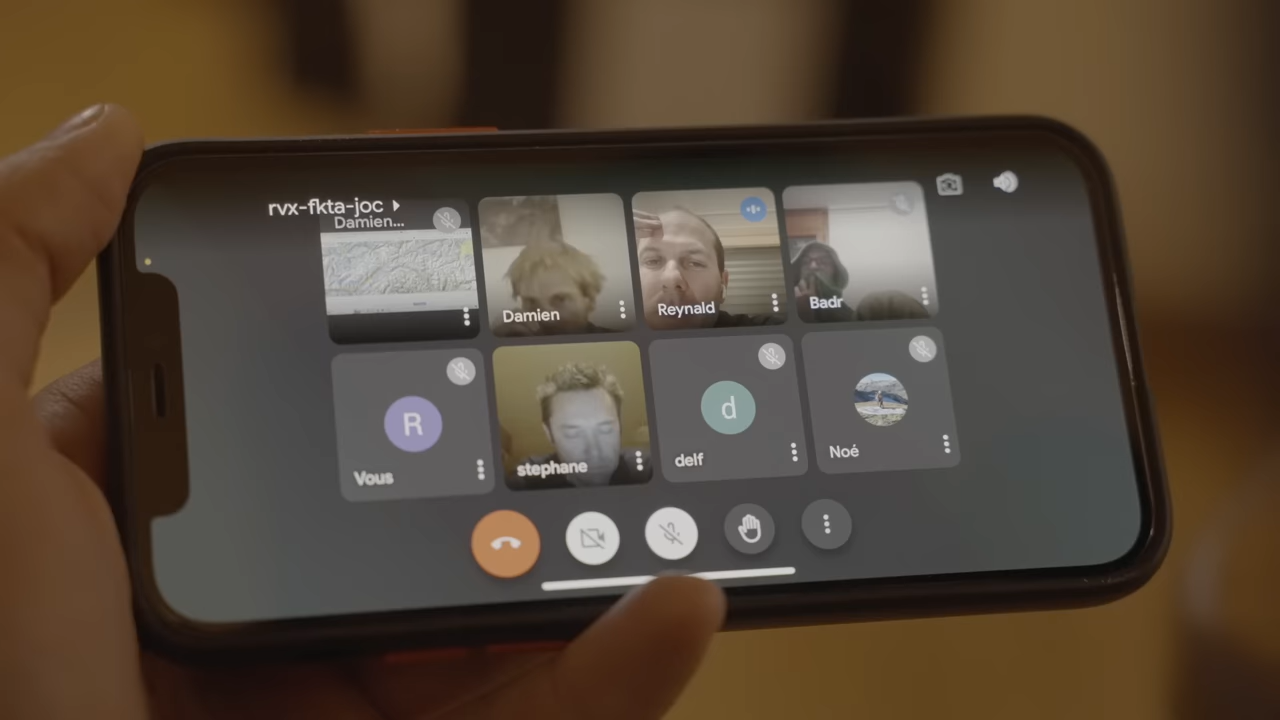 rvx-fkta-joc
Damien...
Damien
Reynald
Badr
R
Vous
stephane
d
delf
Noé